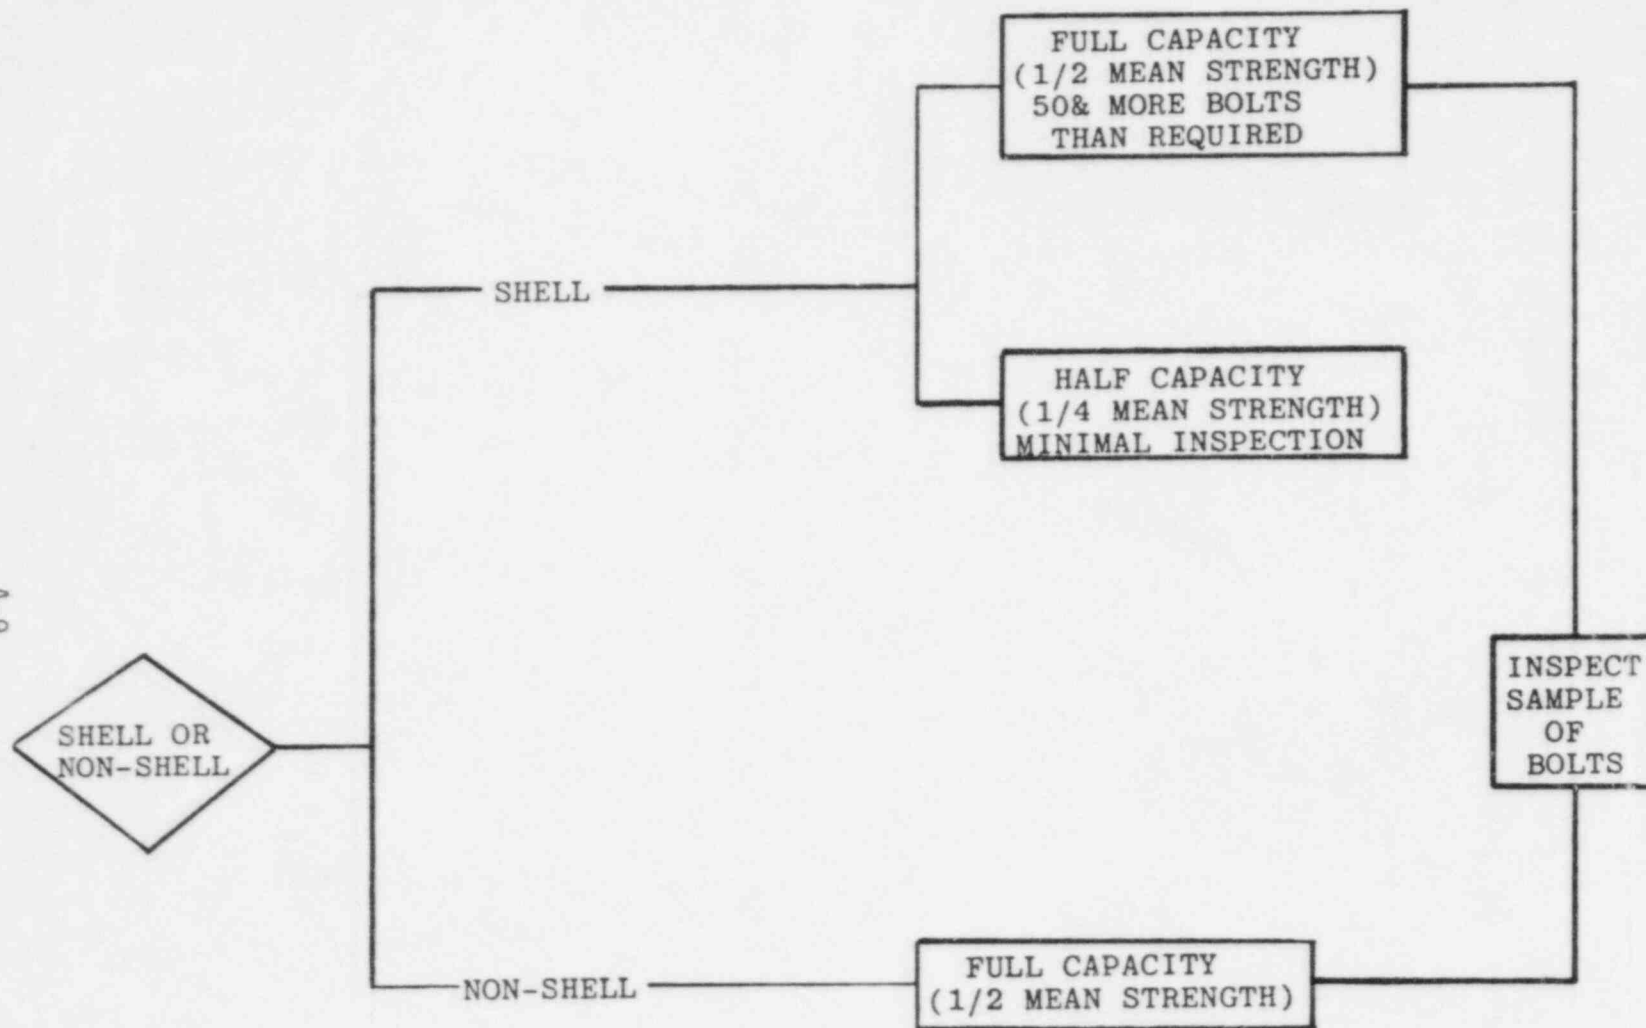 FULL CAPACITY
(1/2 MEAN STRENGTH)
50& MORE BOLTS
THAN REQUIRED
SHELL
HALF CAPACITY
(1/4 MEAN STRENGTH)
MINIMAL INSPECTION
SHELL OR
NON-SHELL
INSPECT
SAMPLE
OF
BOLTS
NON-SHELL
FULL CAPACITY
(1/2 MEAN STRENGTH)